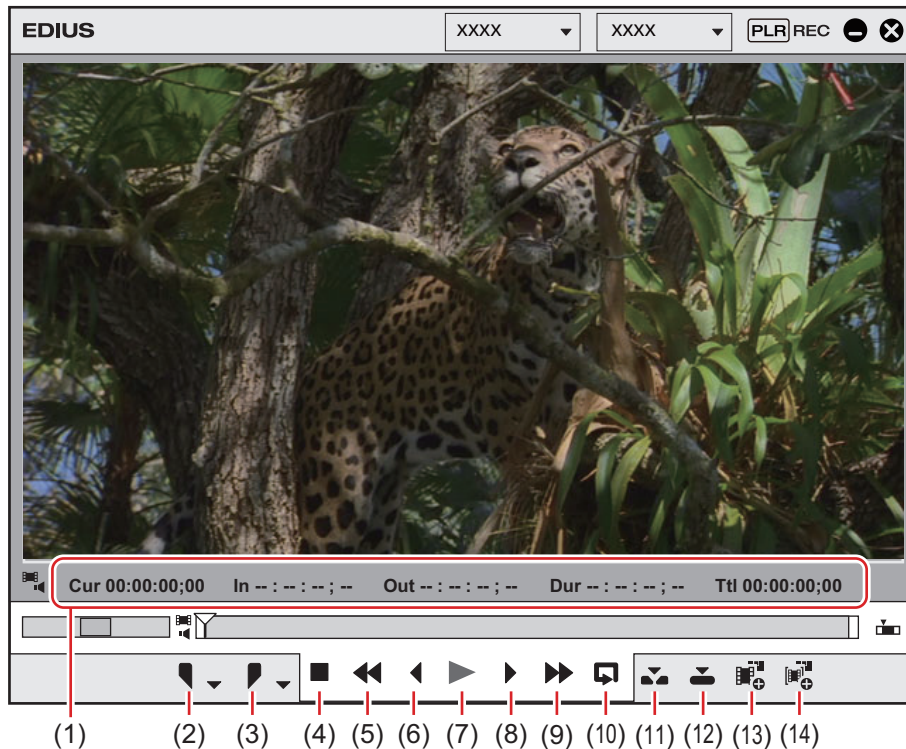 EDIUS XXXX XXXX PLR REC
Cur 00:00:00;00 In -- : -- : -- ; -- Out -- : -- : -- ; -- Dur -- : -- : -- ; -- Ttl 00:00:00;00
(1) (2) (3) (4) (5) (6) (7) (8) (9) (10) (11) (12) (13) (14)